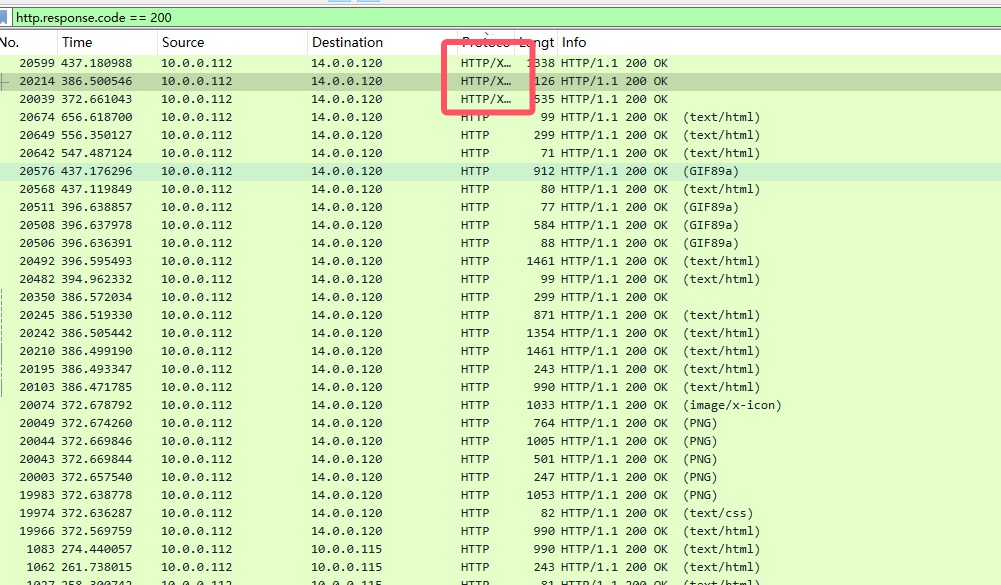 http.response.code == 200
No. Time Source Destination Protoco Lengt Info
20599 437.180988 10.0.0.112 14.0.0.120 HTTP/X… 1338 HTTP/1.1 200 OK
20214 386.500546 10.0.0.112 14.0.0.120 HTTP/X… 126 HTTP/1.1 200 OK
20039 372.661043 10.0.0.112 14.0.0.120 HTTP/X… 535 HTTP/1.1 200 OK
20674 656.618700 10.0.0.112 14.0.0.120 HTTP 99 HTTP/1.1 200 OK (text/html)
20649 556.350127 10.0.0.112 14.0.0.120 HTTP 299 HTTP/1.1 200 OK (text/html)
20642 547.487124 10.0.0.112 14.0.0.120 HTTP 71 HTTP/1.1 200 OK (text/html)
20576 437.176296 10.0.0.112 14.0.0.120 HTTP 912 HTTP/1.1 200 OK (GIF89a)
20568 437.119849 10.0.0.112 14.0.0.120 HTTP 80 HTTP/1.1 200 OK (text/html)
20511 396.638857 10.0.0.112 14.0.0.120 HTTP 77 HTTP/1.1 200 OK (GIF89a)
20508 396.637978 10.0.0.112 14.0.0.120 HTTP 584 HTTP/1.1 200 OK (GIF89a)
20506 396.636391 10.0.0.112 14.0.0.120 HTTP 88 HTTP/1.1 200 OK (GIF89a)
20492 396.595493 10.0.0.112 14.0.0.120 HTTP 1461 HTTP/1.1 200 OK (text/html)
20482 394.962332 10.0.0.112 14.0.0.120 HTTP 99 HTTP/1.1 200 OK (text/html)
20350 386.572034 10.0.0.112 14.0.0.120 HTTP 299 HTTP/1.1 200 OK
20245 386.519330 10.0.0.112 14.0.0.120 HTTP 871 HTTP/1.1 200 OK (text/html)
20242 386.505442 10.0.0.112 14.0.0.120 HTTP 1354 HTTP/1.1 200 OK (text/html)
20210 386.499190 10.0.0.112 14.0.0.120 HTTP 1461 HTTP/1.1 200 OK (text/html)
20195 386.493347 10.0.0.112 14.0.0.120 HTTP 243 HTTP/1.1 200 OK (text/html)
20103 386.471785 10.0.0.112 14.0.0.120 HTTP 990 HTTP/1.1 200 OK (text/html)
20074 372.678792 10.0.0.112 14.0.0.120 HTTP 1033 HTTP/1.1 200 OK (image/x-icon)
20049 372.674260 10.0.0.112 14.0.0.120 HTTP 764 HTTP/1.1 200 OK (PNG)
20044 372.669846 10.0.0.112 14.0.0.120 HTTP 1005 HTTP/1.1 200 OK (PNG)
20043 372.669844 10.0.0.112 14.0.0.120 HTTP 501 HTTP/1.1 200 OK (PNG)
20003 372.657540 10.0.0.112 14.0.0.120 HTTP 247 HTTP/1.1 200 OK (PNG)
19983 372.638778 10.0.0.112 14.0.0.120 HTTP 1053 HTTP/1.1 200 OK (PNG)
19974 372.636287 10.0.0.112 14.0.0.120 HTTP 82 HTTP/1.1 200 OK (text/css)
19966 372.569759 10.0.0.112 14.0.0.120 HTTP 990 HTTP/1.1 200 OK (text/html)
1083 274.440057 10.0.0.112 10.0.0.115 HTTP 990 HTTP/1.1 200 OK (text/html)
1062 261.738015 10.0.0.112 10.0.0.115 HTTP 243 HTTP/1.1 200 OK (text/html)
1027 258.300742 10.0.0.112 10.0.0.115 HTTP 81 HTTP/1.1 200 OK (text/html)